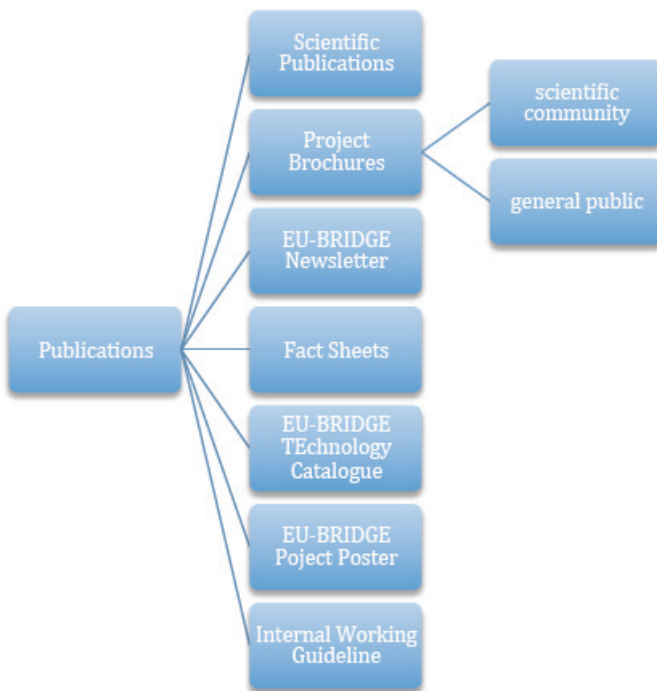 Scientific
Publications
Project
Brochures
scientific
community
general public
EU-BRIDGE
Newsletter
Publications
Fact Sheets
EU-BRIDGE
TEchnology
Catalogue
EU-BRIDGE
Poject Poster
Internal Working
Guideline